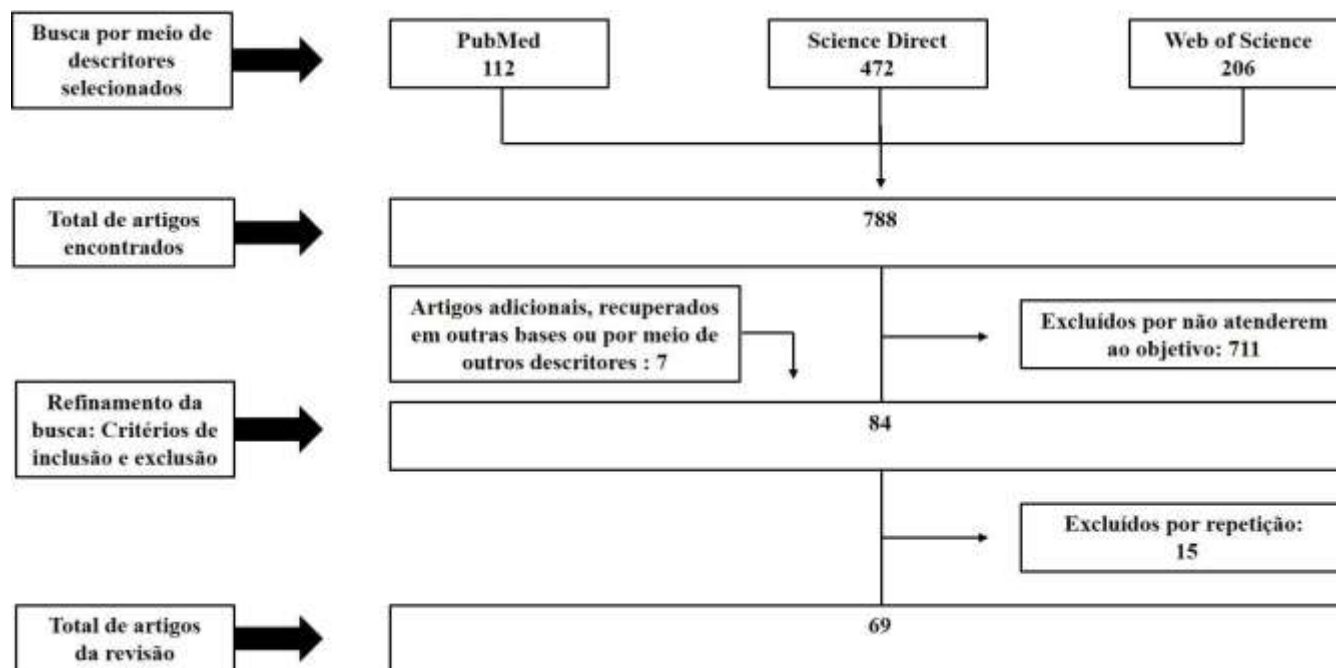 Busca por meio de
descritores
selecionados
PubMed
112
Science Direct
472
Web of Science
206
Total de artigos
encontrados
788
Artigos adicionais, recuperados
em outras bases ou por meio de
outros descritores : 7
Excluídos por não atenderem
ao objetivo: 711
Refinamento da
busca: Critérios de
inclusão e exclusão
84
Excluídos por repetição:
15
Total de artigos
da revisão
69